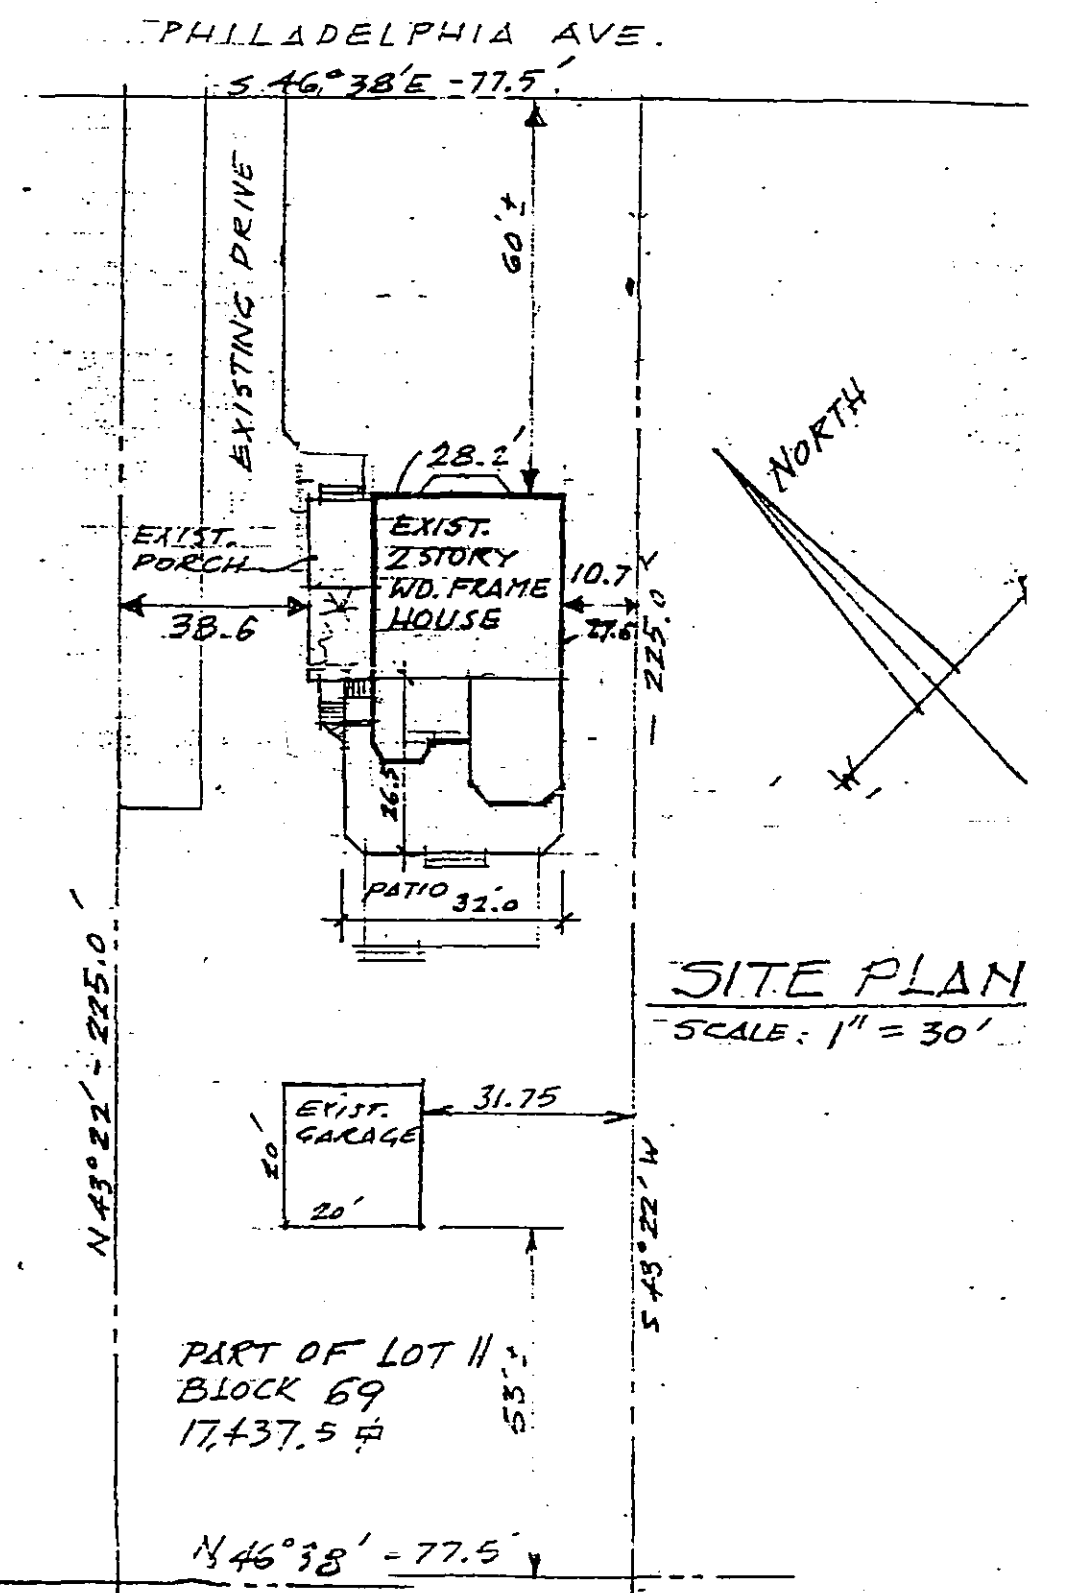 PHILADELPHIA AVE.
S 46°38'E - 77.5'
EXISTING DRIVE
60'±
NORTH
28.2'
EXIST.
2 STORY
WD. FRAME
HOUSE
EXIST.
PORCH
38.6
10.7
27.6
225.0'
26.5
PATIO
32.0
W
N 43°22' - 225.0'
SITE PLAN
SCALE: 1" = 30'
EXIST.
GARAGE
20'
20'
31.75
S 43°22' W
53'±
PART OF LOT 11
BLOCK 69
17,437.5
N 46°38' = 77.5'